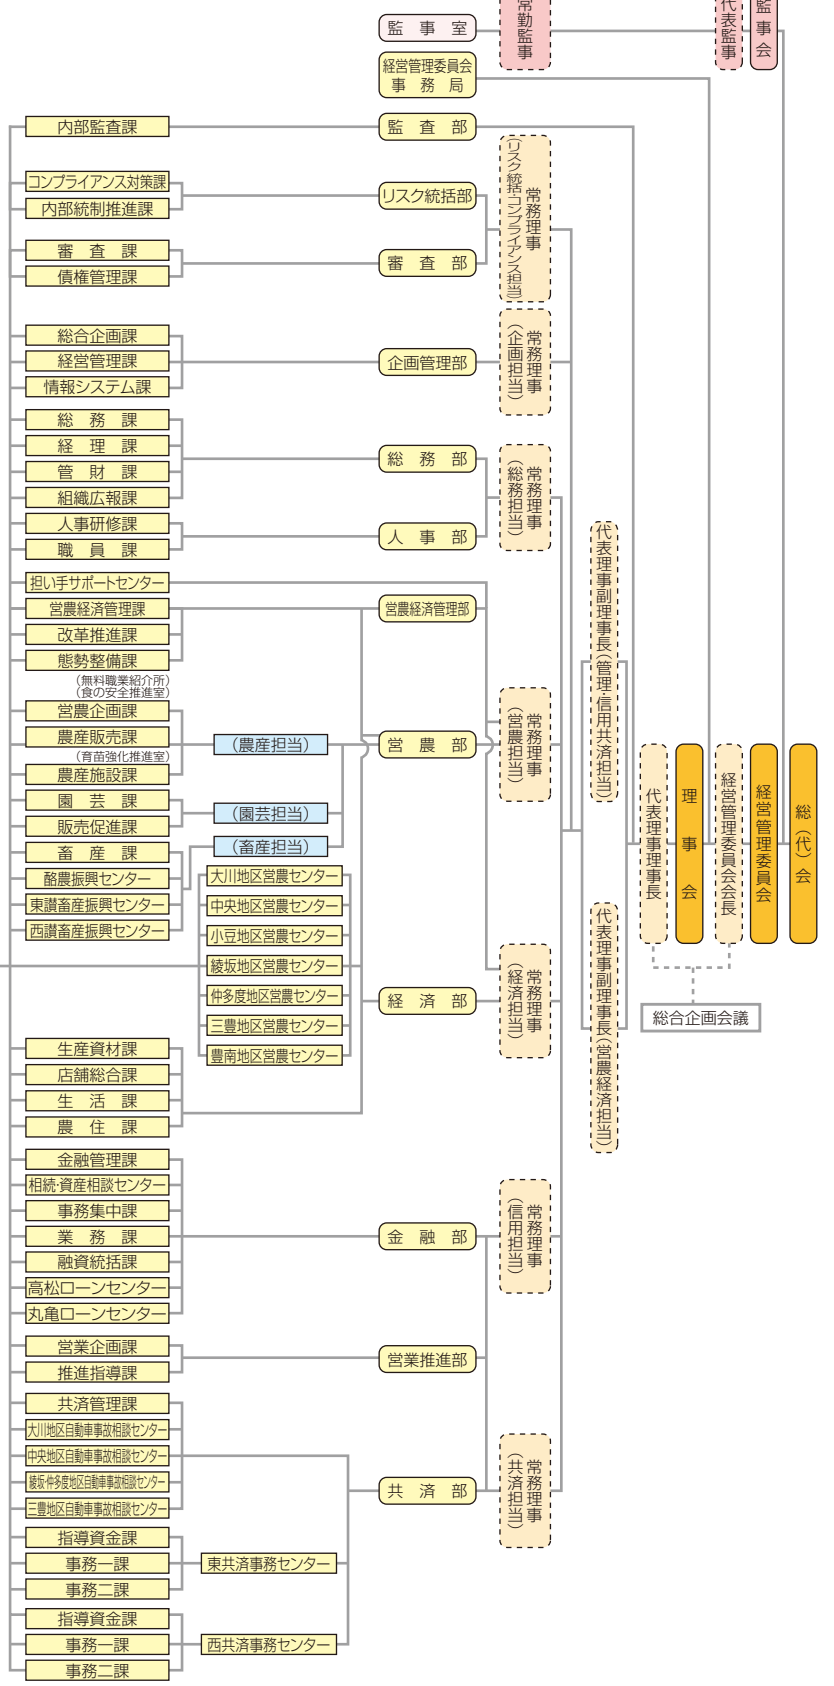 監事室
常勤監事
代表監事
監事会
経営管理委員会
事務局
内部監査課
監査部
コンプライアンス対策課
内部統制推進課
リスク統括部
常務理事
(リスク統括・コンプライアンス担当)
審査課
債権管理課
審査部
総合企画課
経営管理課
情報システム課
企画管理部
常務理事
(企画担当)
総務課
経理課
管財課
組織広報課
総務部
常務理事
(総務担当)
人事研修課
職員課
人事部
担い手サポートセンター
営農経済管理課
改革推進課
態勢整備課
営農経済管理部
(無料職業紹介所)
(食の安全推進室)
営農企画課
農産販売課
(育苗強化推進室)
農産施設課
(農産担当)
営農部
常務理事
(営農担当)
園芸課
販売促進課
(園芸担当)
畜産課
酪農振興センター
東讃畜産振興センター
西讃畜産振興センター
(畜産担当)
大川地区営農センター
中央地区営農センター
小豆地区営農センター
綾坂地区営農センター
仲多度地区営農センター
三豊地区営農センター
豊南地区営農センター
経済部
常務理事
(経済担当)
生産資材課
店舗総合課
生活課
農住課
金融管理課
相続・資産相談センター
事務集中課
業務課
融資統括課
高松ローンセンター
丸亀ローンセンター
金融部
常務理事
(信用担当)
営業企画課
推進指導課
営業推進部
共済管理課
大川地区自動車事故相談センター
中央地区自動車事故相談センター
綾坂・仲多度地区自動車事故相談センター
三豊地区自動車事故相談センター
共済部
常務理事
(共済担当)
指導資金課
事務一課
事務二課
東共済事務センター
指導資金課
事務一課
事務二課
西共済事務センター
代表理事副理事長(管理・信用共済担当)
代表理事副理事長(営農経済担当)
代表理事理事長
理事会
経営管理委員会会長
経営管理委員会
総(代)会
総合企画会議